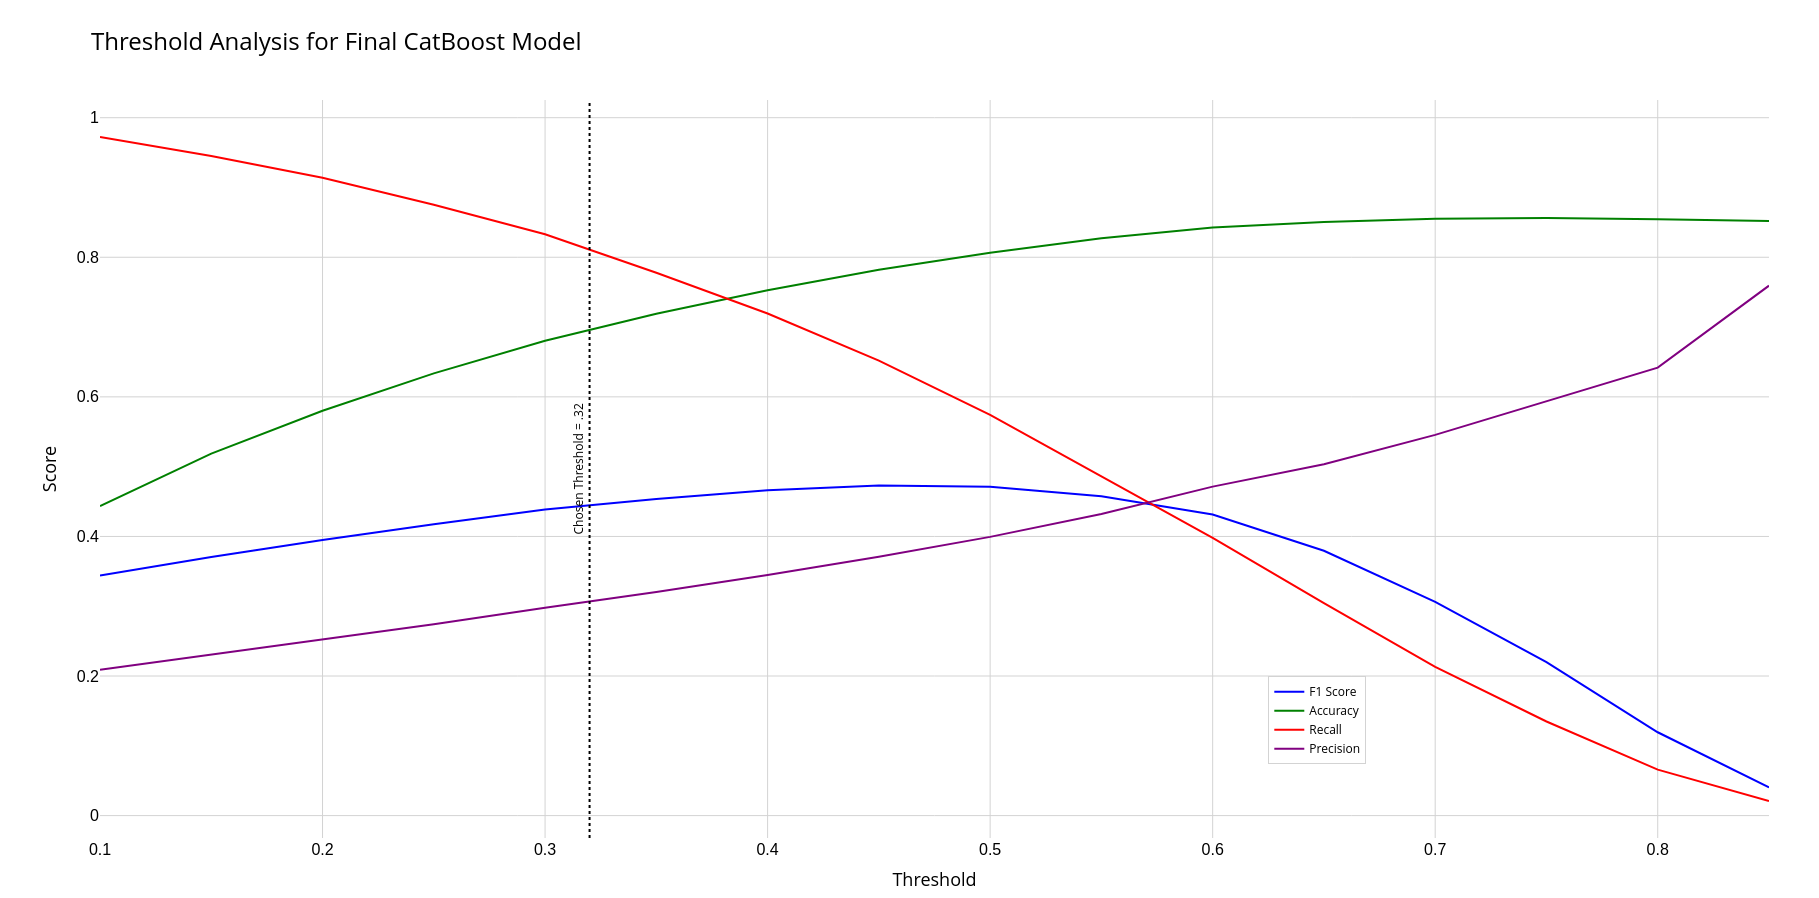 Threshold Analysis for Final CatBoost Model
1
0.8
0.6
0.4
0.2
0
Score
Chosen Threshold = .32
F1 Score
Accuracy
Recall
Precision
0.1 0.2 0.3 0.4 0.5 0.6 0.7 0.8
Threshold